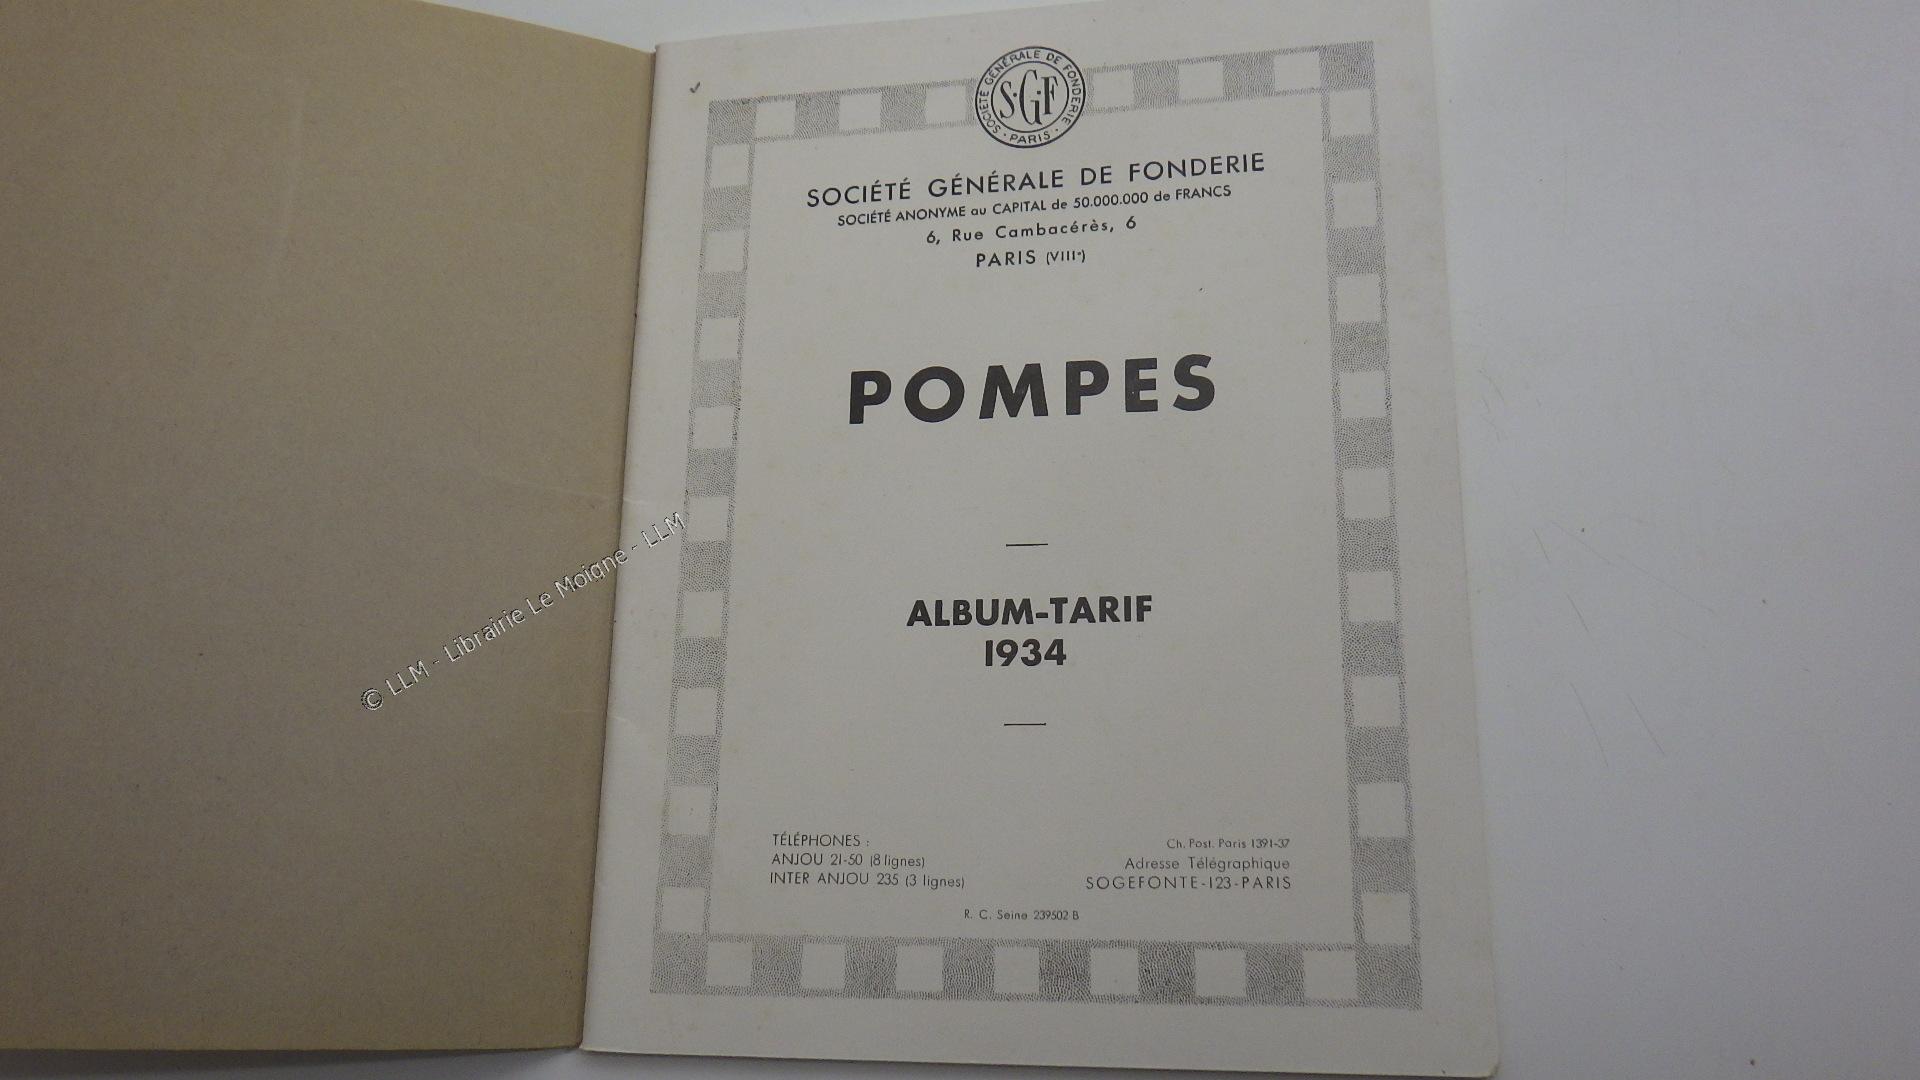 SOCIÉTÉ GÉNÉRALE DE FONDERIE
· PARIS ·
S·G·F
SOCIÉTÉ GÉNÉRALE DE FONDERIE
SOCIÉTÉ ANONYME au CAPITAL de 50.000.000 de FRANCS
6, Rue Cambacérès, 6
PARIS (VIIIe)
POMPES
ALBUM-TARIF
1934
TÉLÉPHONES :
ANJOU 21-50 (8 lignes)
INTER ANJOU 235 (3 lignes)
Ch. Post. Paris 1391-37
Adresse Télégraphique
SOGEFONTE-123-PARIS
R. C. Seine 239502 B
© LLM - Librairie Le Moigne - LLM